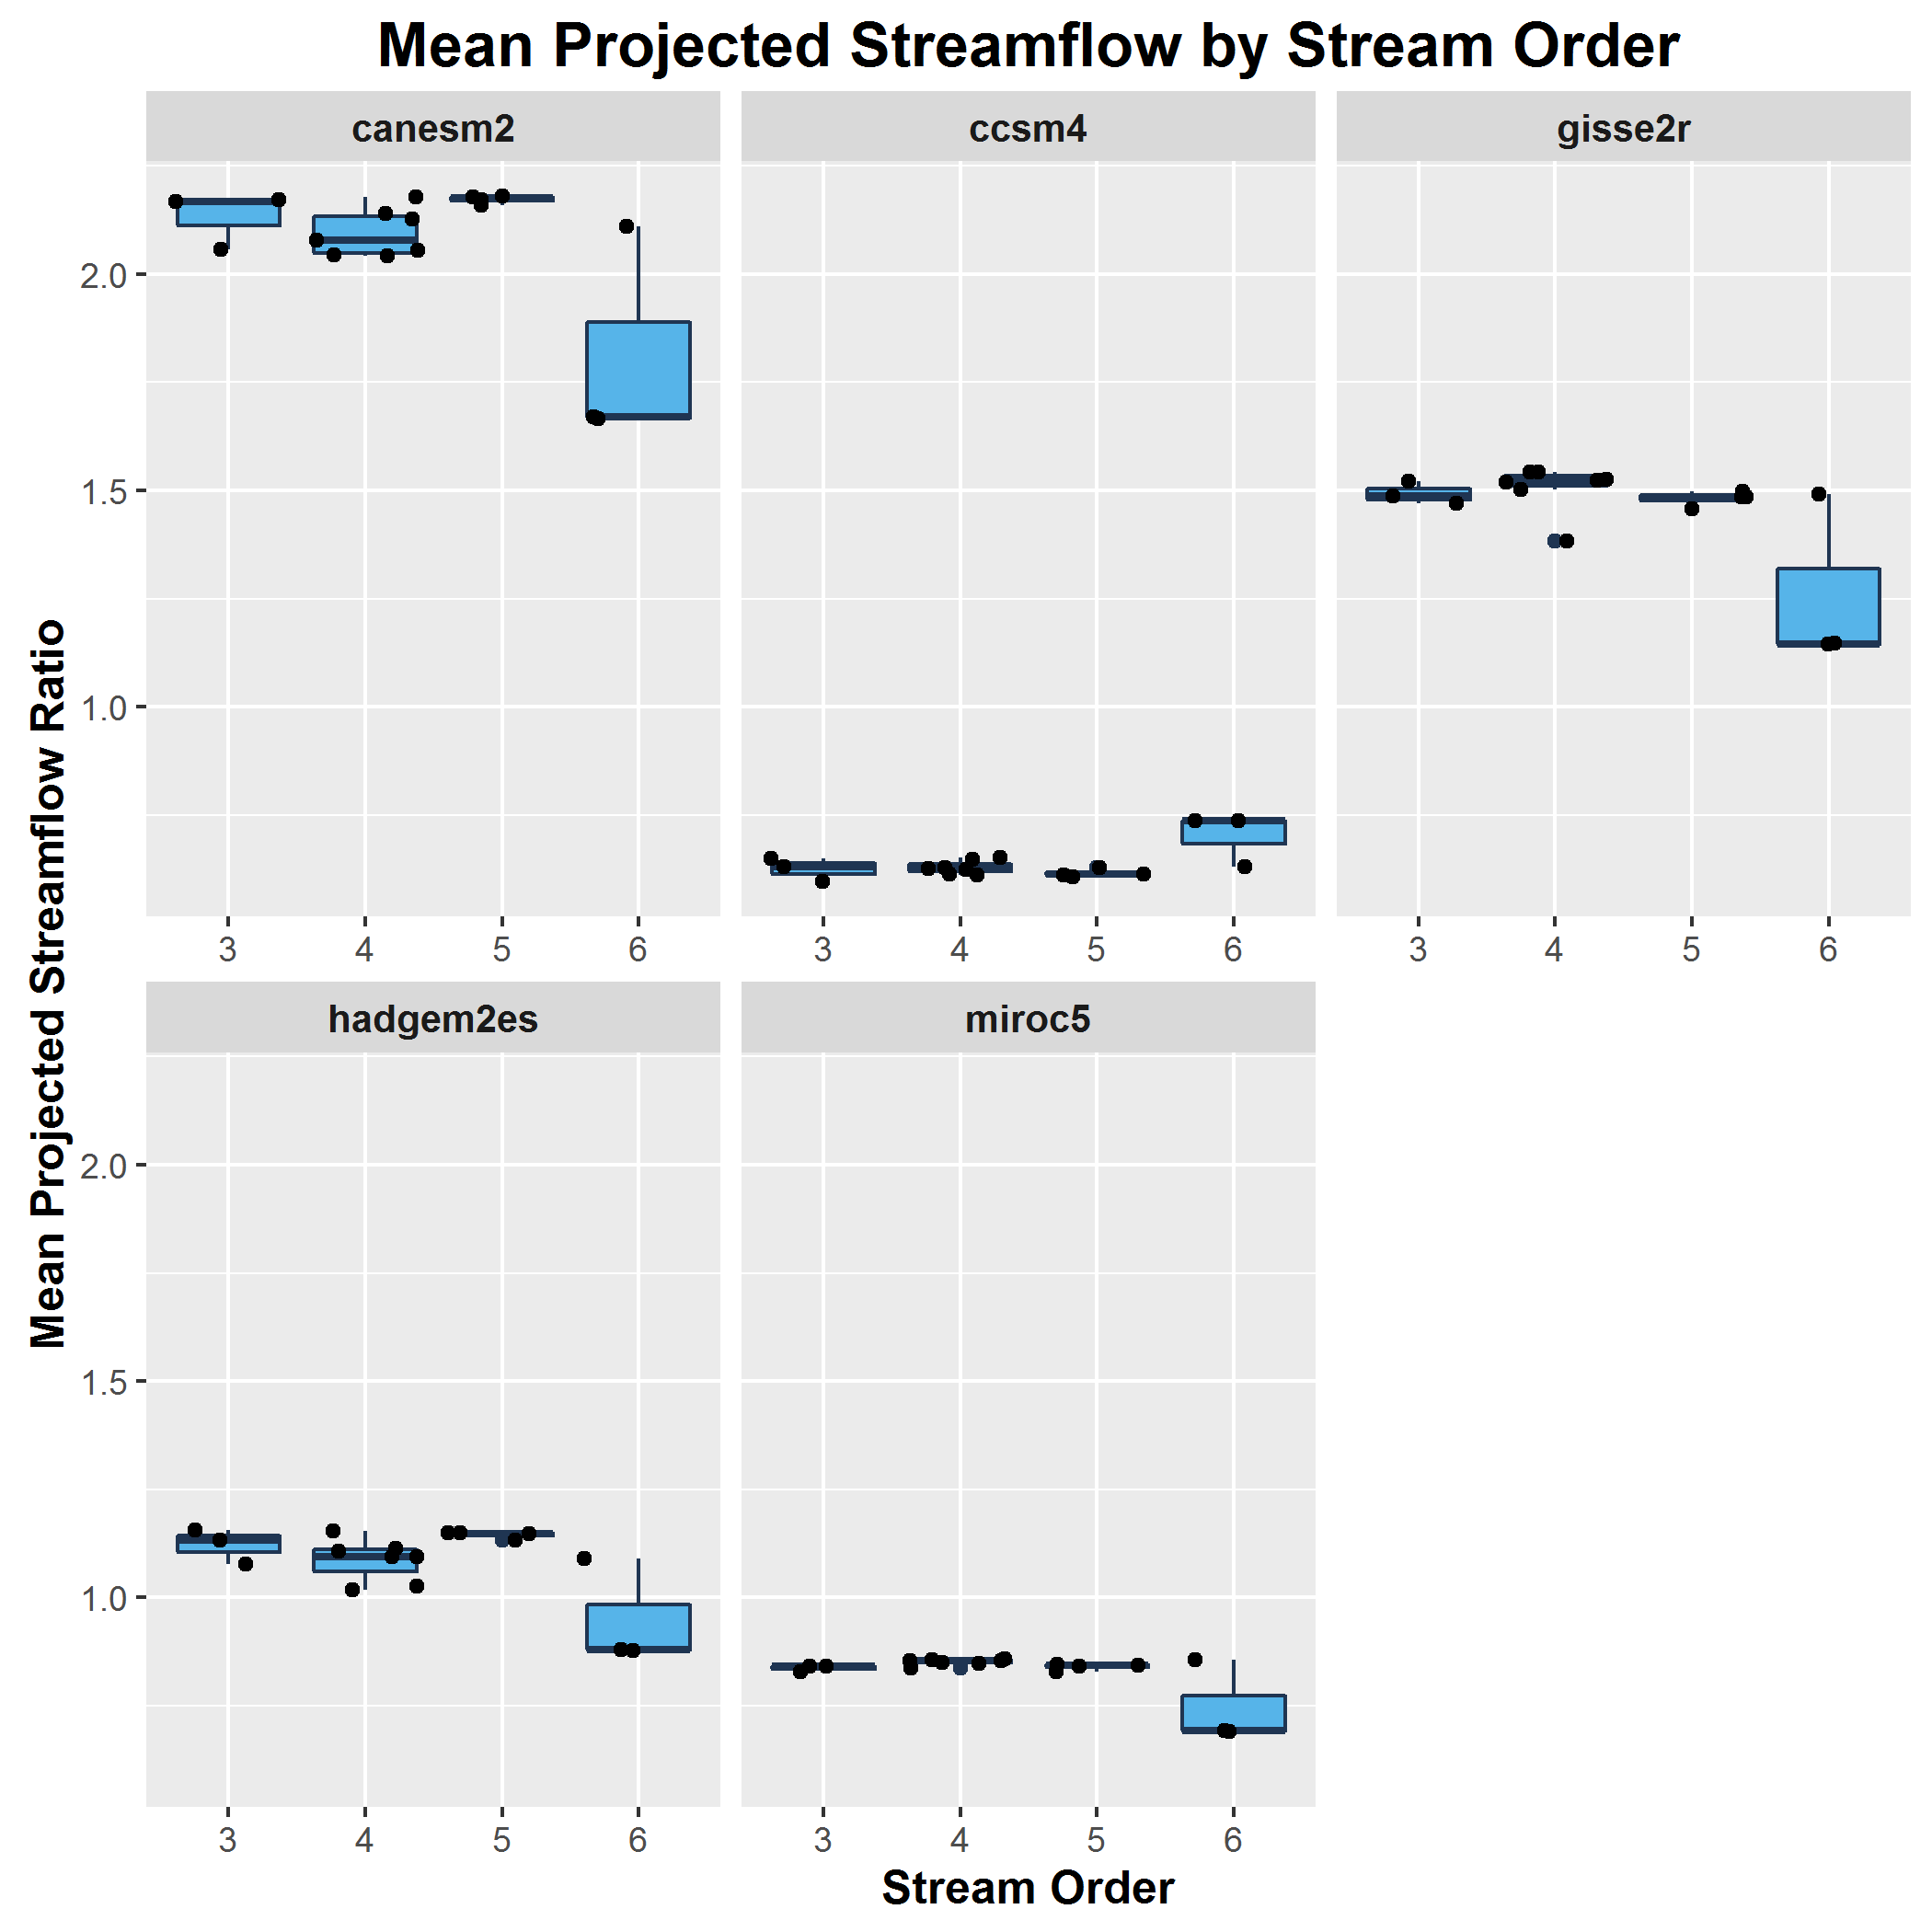 Mean Projected Streamflow by Stream Order
canesm2 ccsm4 gisse2r
2.0
1.5
1.0
3 4 5 6 3 4 5 6 3 4 5 6
Mean Projected Streamflow Ratio
hadgem2es miroc5
2.0
1.5
1.0
3 4 5 6 3 4 5 6
Stream Order